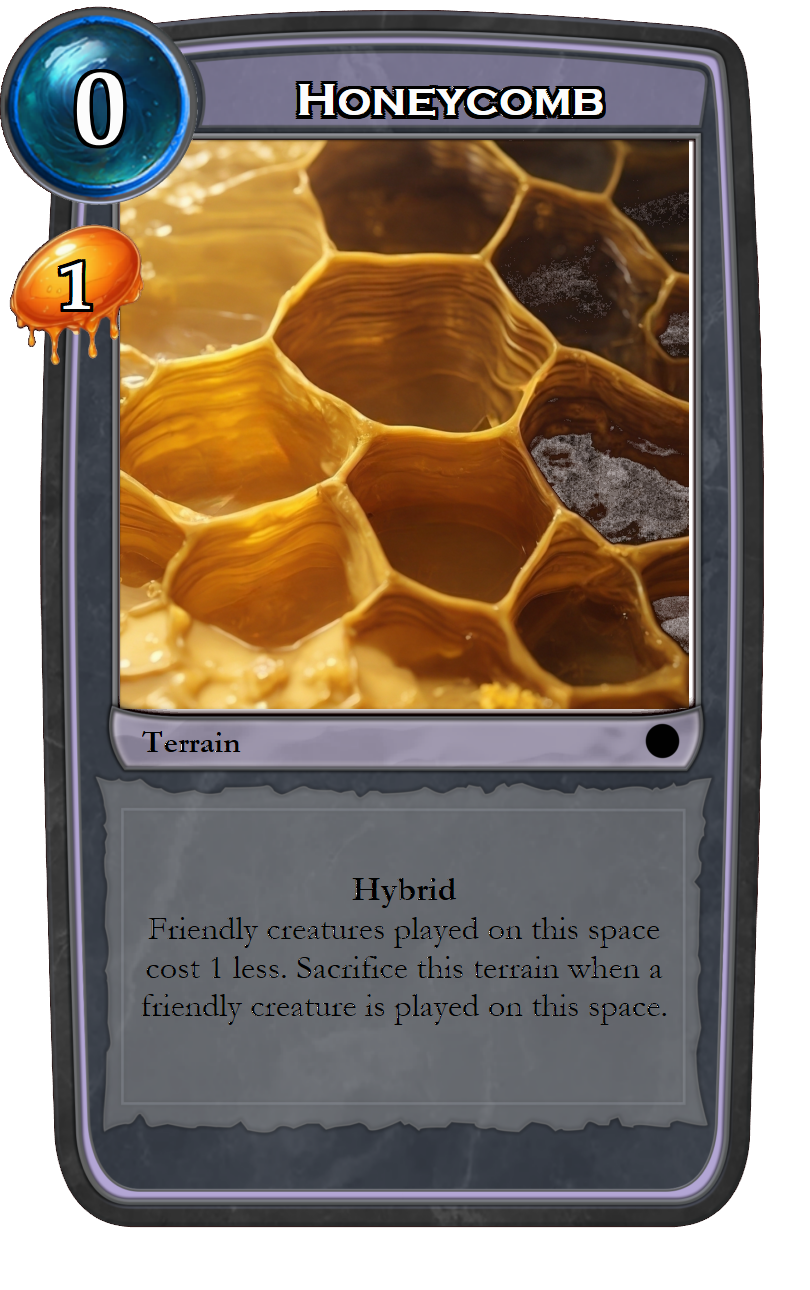 0
Honeycomb
1
Terrain
Hybrid
Friendly creatures played on this space
cost 1 less. Sacrifice this terrain when a
friendly creature is played on this space.